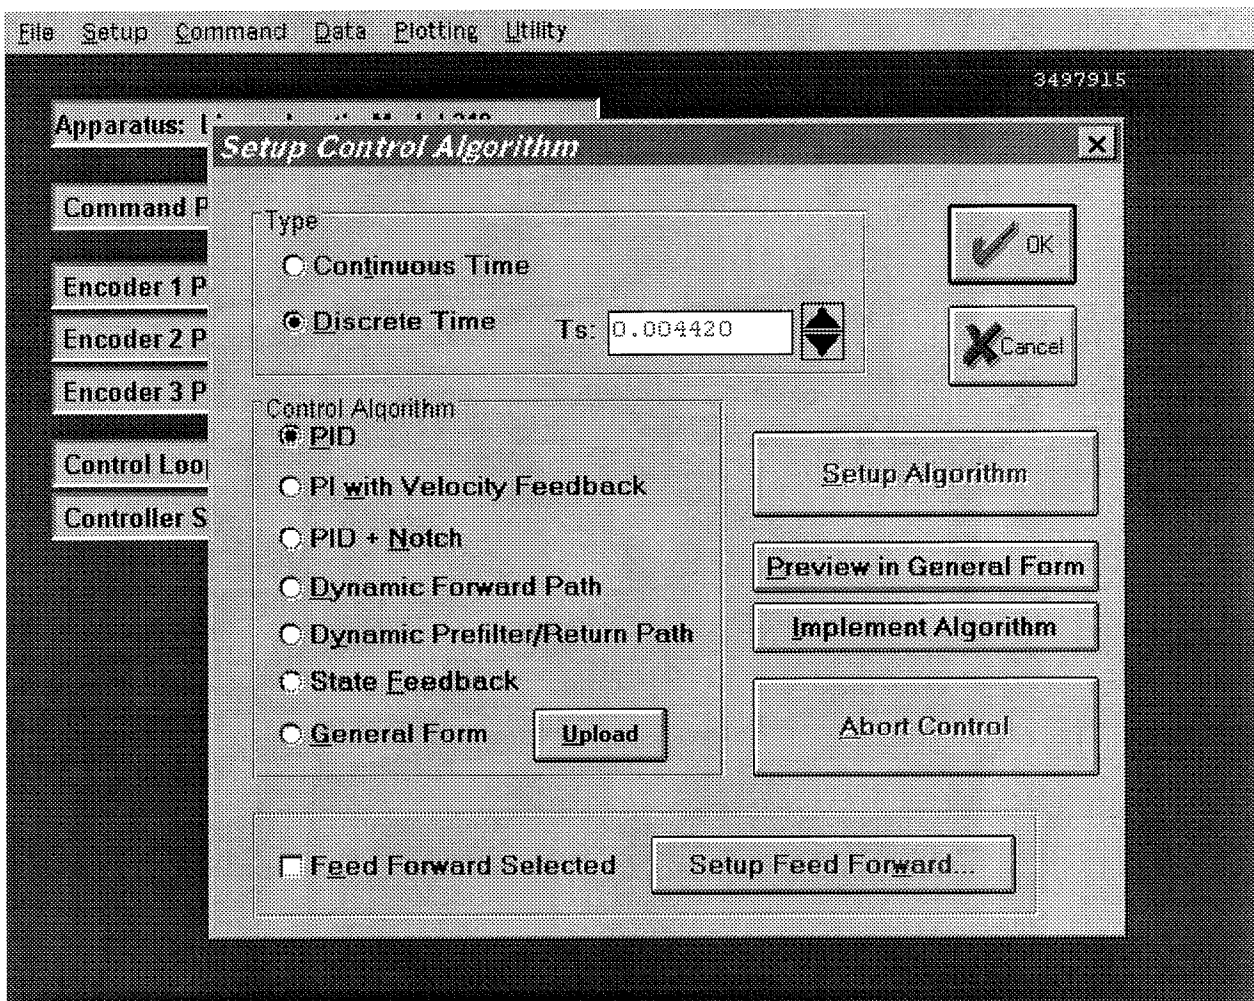 File Setup Command Data Plotting Utility
3497915
Apparatus:
Setup Control Algorithm
Command P
Type
OK
Continuous Time
Encoder 1 P
Discrete Time Ts: 0.004420
Encoder 2 P
Cancel
Encoder 3 P
Control Algorithm
PID
Control Loop
Setup Algorithm
PI with Velocity Feedback
Controller S
PID + Notch
Preview in General Form
Dynamic Forward Path
Implement Algorithm
Dynamic Prefilter/Return Path
State Feedback
General Form Upload
Abort Control
Feed Forward Selected Setup Feed Forward...